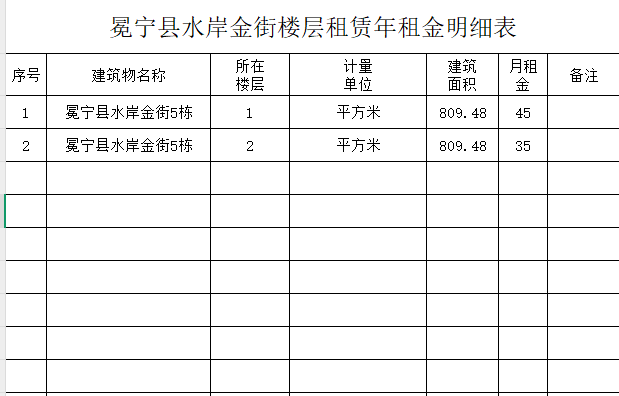 冕宁县水岸金街楼层租赁年租金明细表
序号 建筑物名称 所在楼层 计量单位 建筑面积 月租金 备注
1 冕宁县水岸金街5栋 1 平方米 809.48 45
2 冕宁县水岸金街5栋 2 平方米 809.48 35